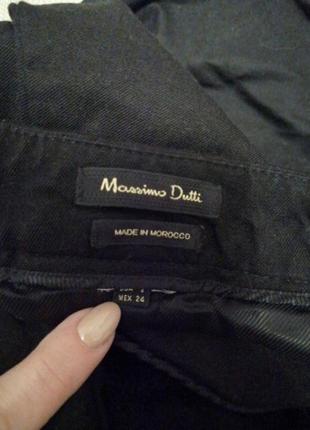 Massimo Dutti
MADE IN MOROCCO
MEX 24